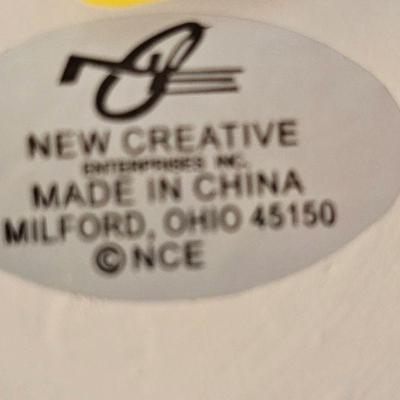 NEW CREATIVE
ENTERPRISES INC.
MADE IN CHINA
MILFORD, OHIO 45150
©NCE